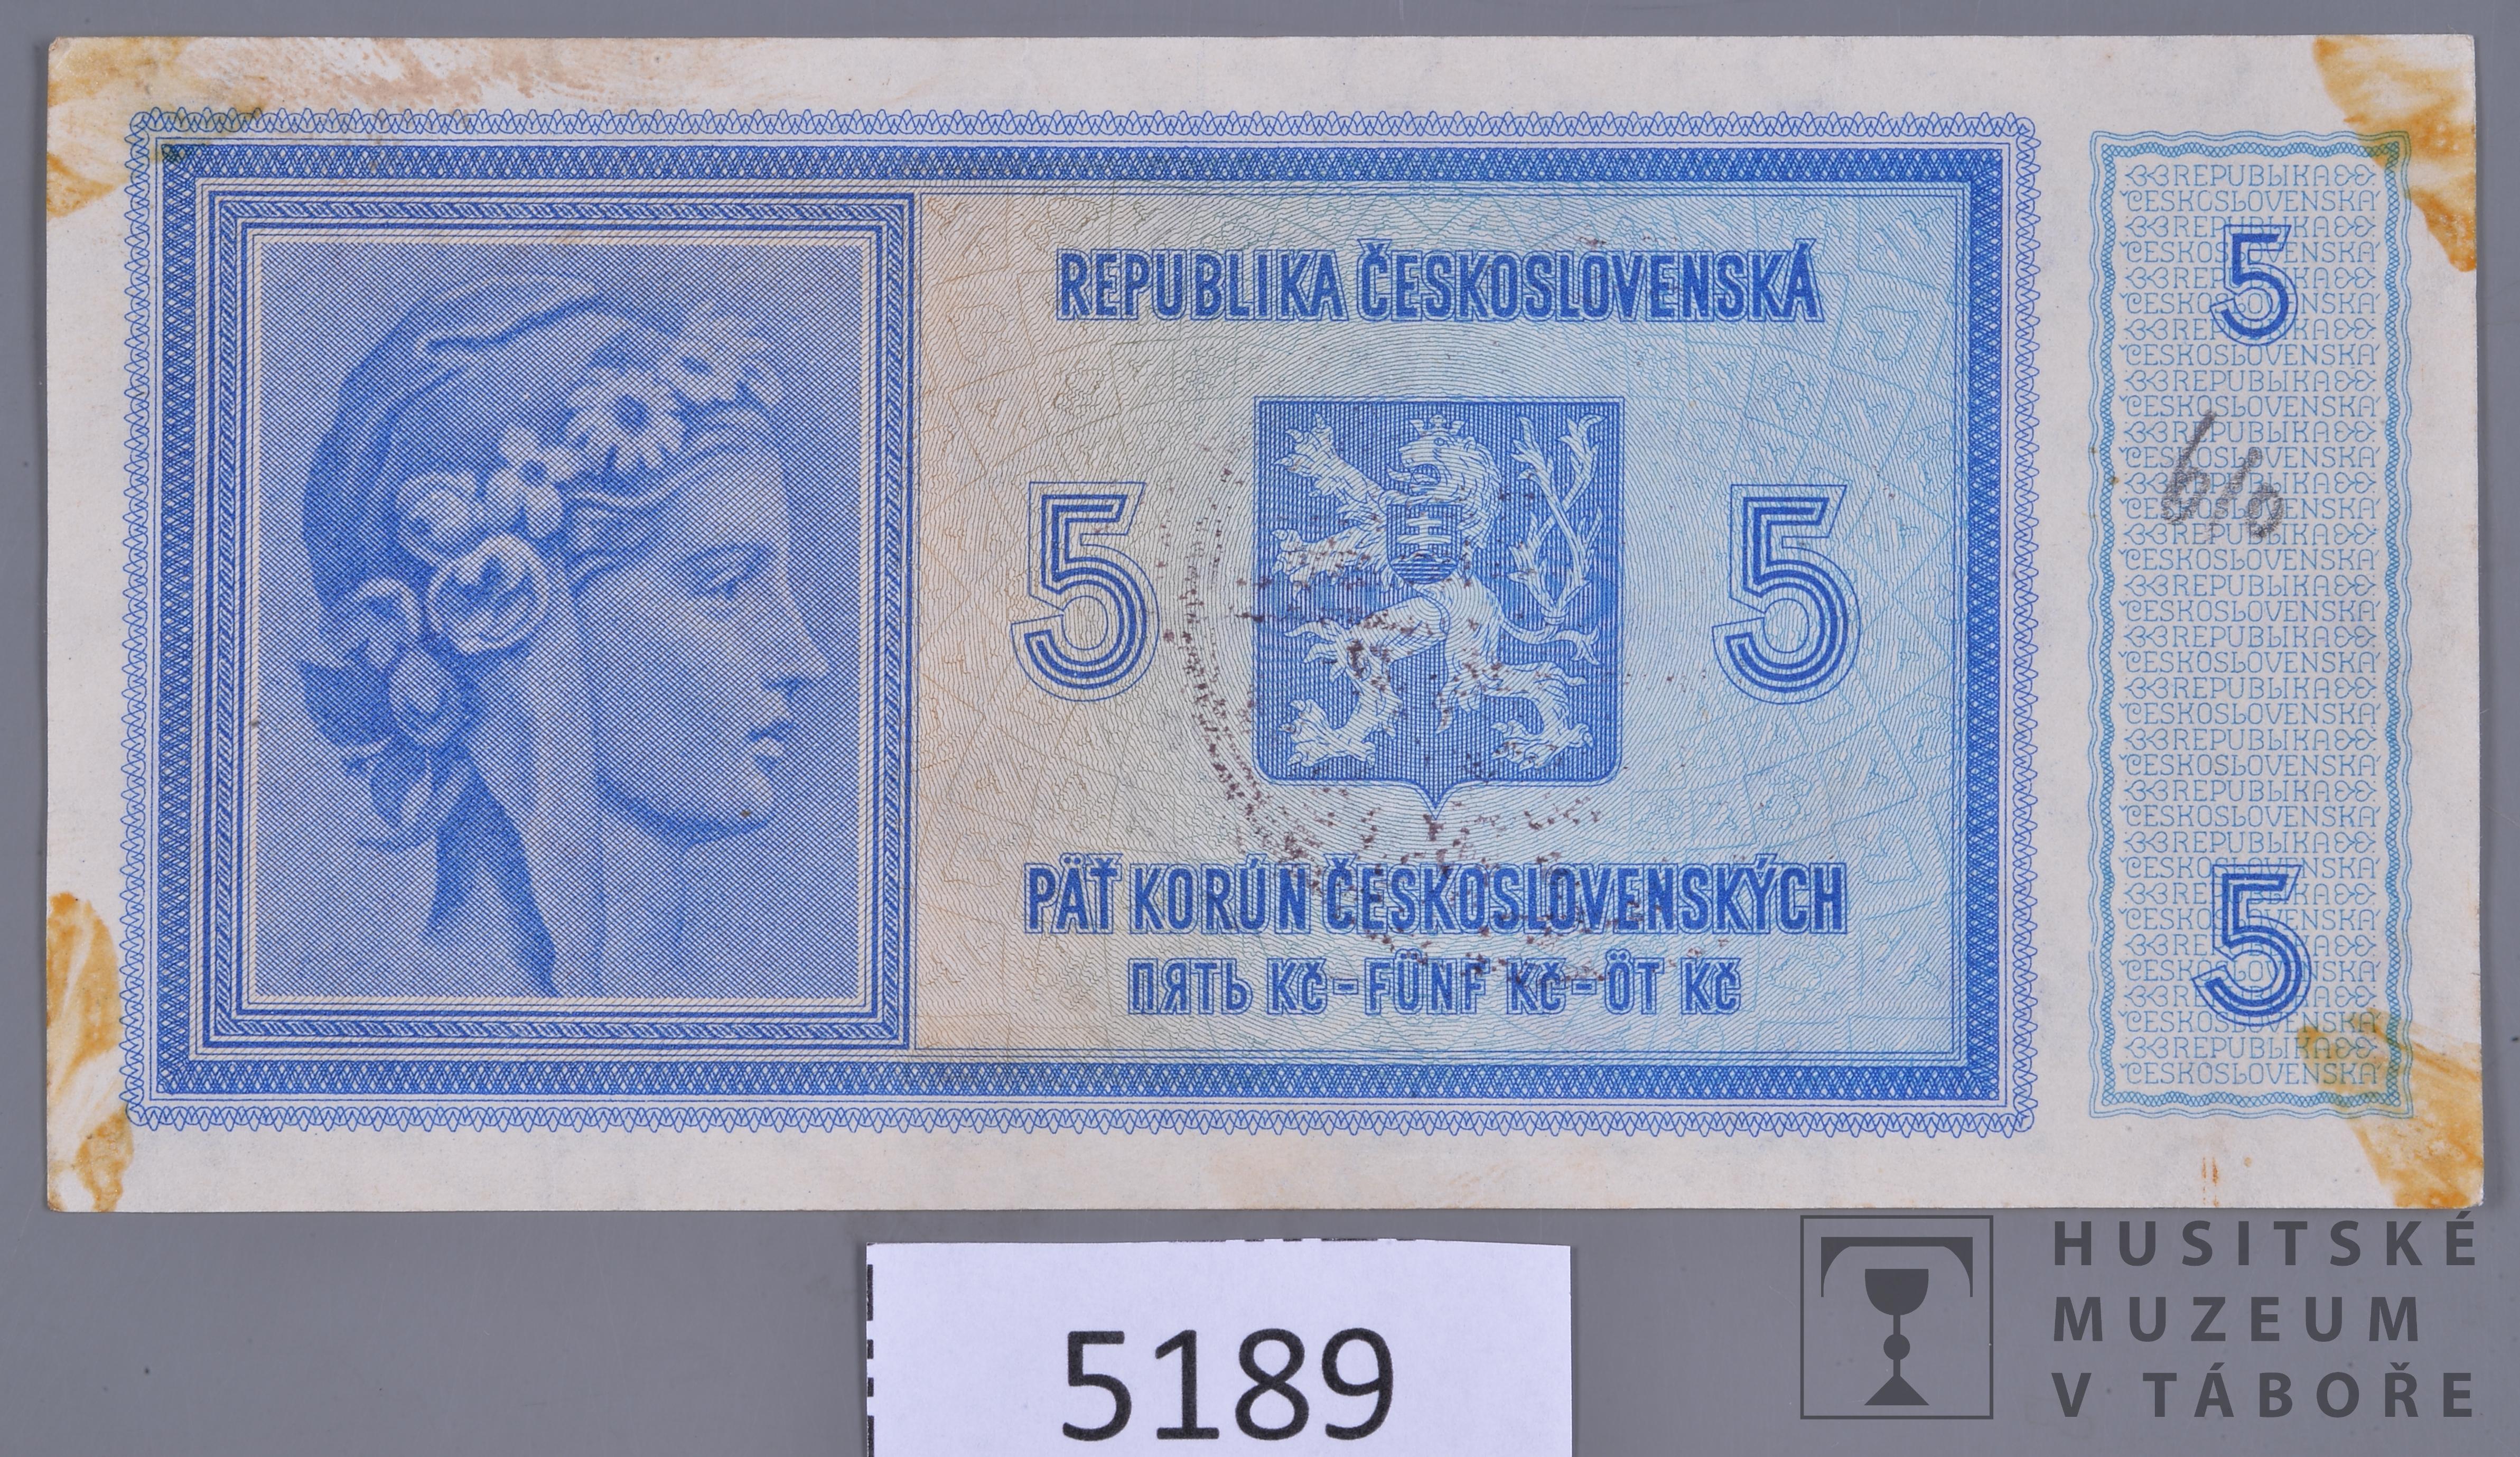 REPUBLIKA ČESKOSLOVENSKÁ
5
5
PÄŤ KORÚN ČESKOSLOVENSKÝCH
ПЯТЬ Kč-FÜNF Kč-ÖT Kč
REPUBLIKA
ČESKOSLOVENSKÁ
5
5
5189
HUSITSKÉ
MUZEUM
V TÁBOŘE